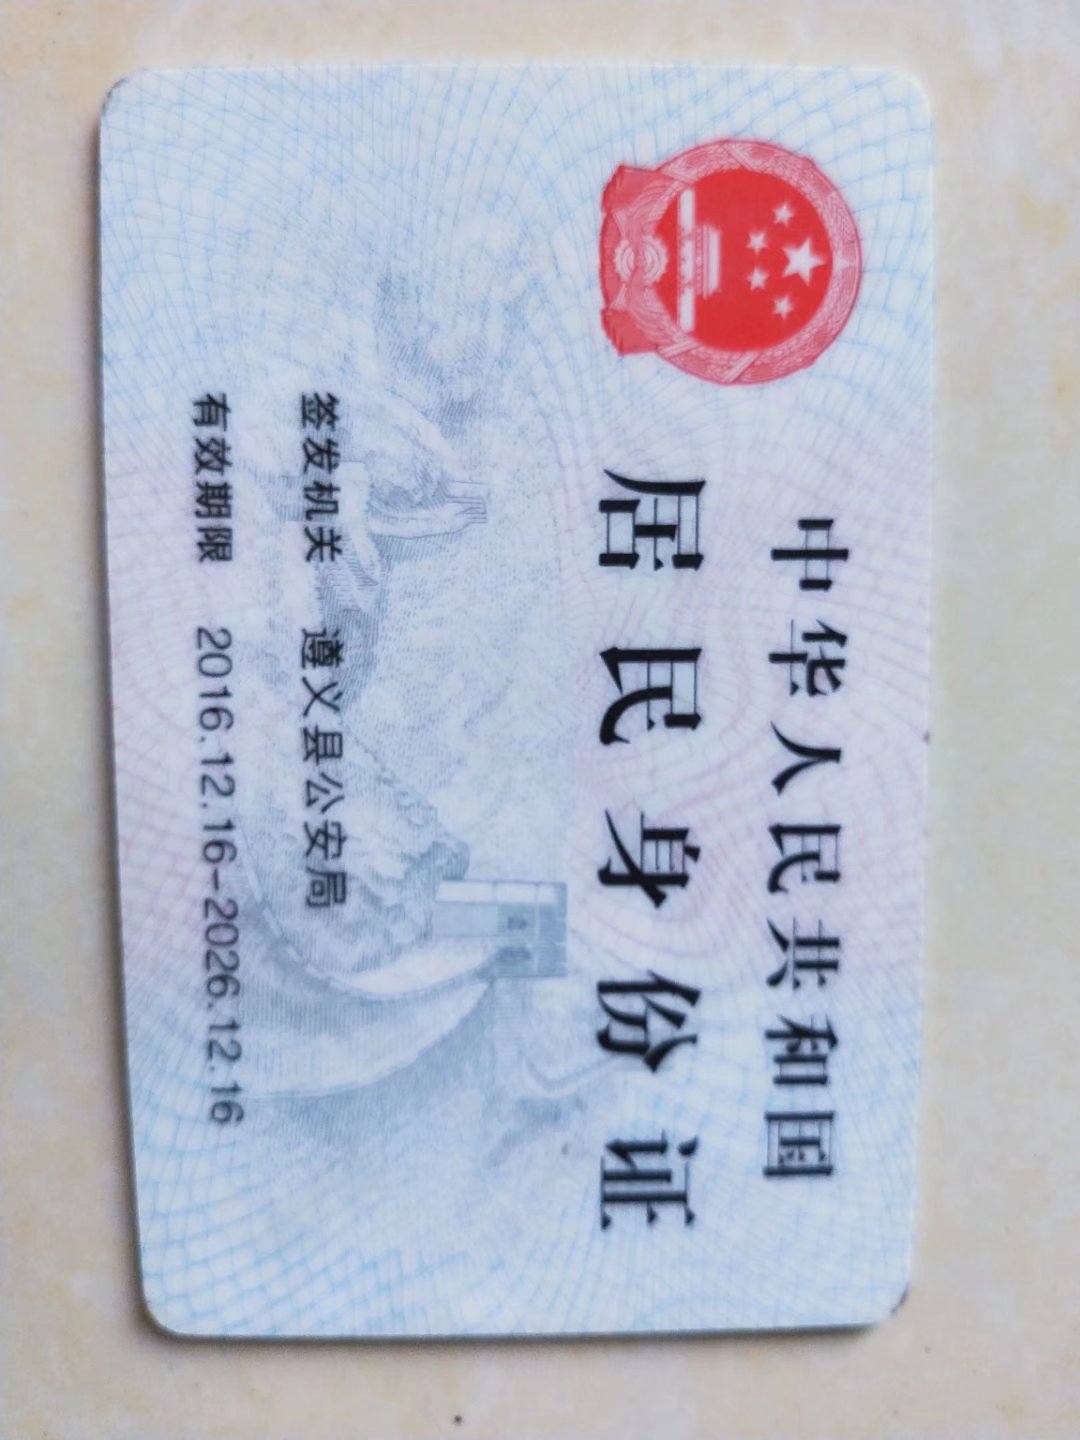 中华人民共和国
居民身份证
签发机关 遵义县公安局
有效期限 2016.12.16-2026.12.16